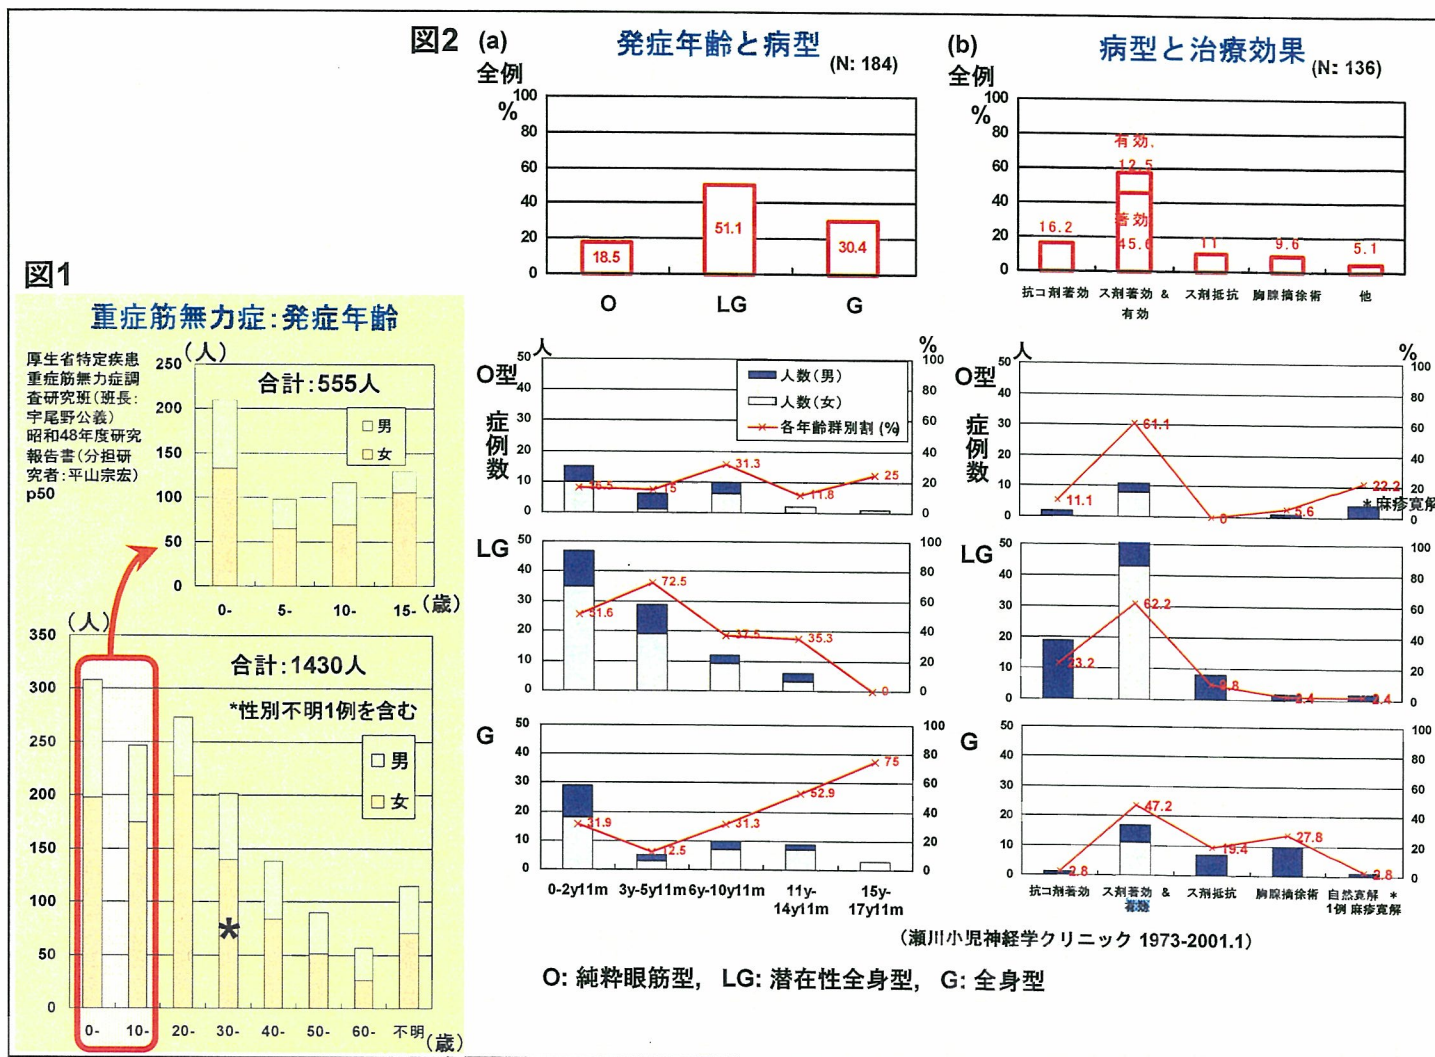 図1
重症筋無力症：発症年齢
厚生省特定疾患
重症筋無力症調
査研究班（班長：
宇尾野公義）
昭和48年度研究
報告書（分担研
究者：平山宗宏）
p50
（人）
合計：555人
男
女
250
200
150
100
50
0
0- 5- 10- 15- （歳）
（人）
合計：1430人
*性別不明1例を含む
男
女
350
300
250
200
150
100
50
0
*
0- 10- 20- 30- 40- 50- 60- 不明 （歳）
図2 (a) 発症年齢と病型 (N: 184)
全例
%
100
80
60
40
20
0
18.5 51.1 30.4
O LG G
O型
症例数
人
%
人数（男）
人数（女）
各年齢群別割 (%)
50
40
30
20
10
0
100
80
60
40
20
0
15 31.3 11.8 25
LG
50
40
30
20
10
0
100
80
60
40
20
0
51.6 72.5 37.5 35.3 0
G
50
40
30
20
10
0
100
80
60
40
20
0
31.9 12.5 31.3 52.9 75
0-2y11m 3y-5y11m 6y-10y11m 11y-14y11m 15y-17y11m
(b) 病型と治療効果 (N: 136)
全例
%
100
80
60
40
20
0
有効、
12.5
著効
16.2 45.6 11 9.6 5.1
抗コ剤著効 ス剤著効 & 有効 ス剤抵抗 胸腺摘除術 他
O型
症例数
人
%
50
40
30
20
10
0
100
80
60
40
20
0
11.1 61.1 0 5.6 22.2
* 麻疹寛解
LG
50
40
30
20
10
0
100
80
60
40
20
0
23.2 62.2 9.8 2.4 2.4
G
50
40
30
20
10
0
100
80
60
40
20
0
2.8 47.2 19.4 27.8 2.8
抗コ剤著効 ス剤著効 & 有効 ス剤抵抗 胸腺摘除術 自然寛解 *
1例 麻疹寛解
（瀬川小児神経学クリニック 1973-2001.1）
O: 純粋眼筋型, LG: 潜在性全身型, G: 全身型